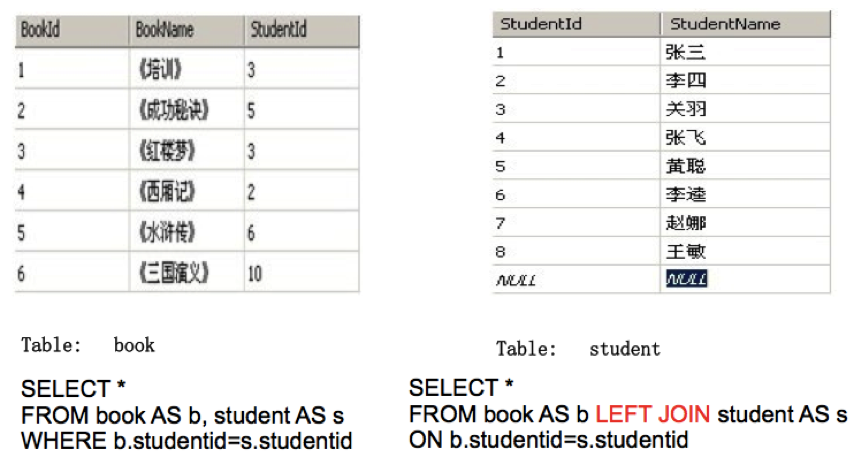 BookId BookName StudentId
1 《培训》 3
2 《成功秘诀》 5
3 《红楼梦》 3
4 《西厢记》 2
5 《水浒传》 6
6 《三国演义》 10
Table: book
SELECT *
FROM book AS b, student AS s
WHERE b.studentid=s.studentid
StudentId StudentName
1 张三
2 李四
3 关羽
4 张飞
5 黄聪
6 李逵
7 赵娜
8 王敏
NULL NULL
Table: student
SELECT *
FROM book AS b LEFT JOIN student AS s
ON b.studentid=s.studentid